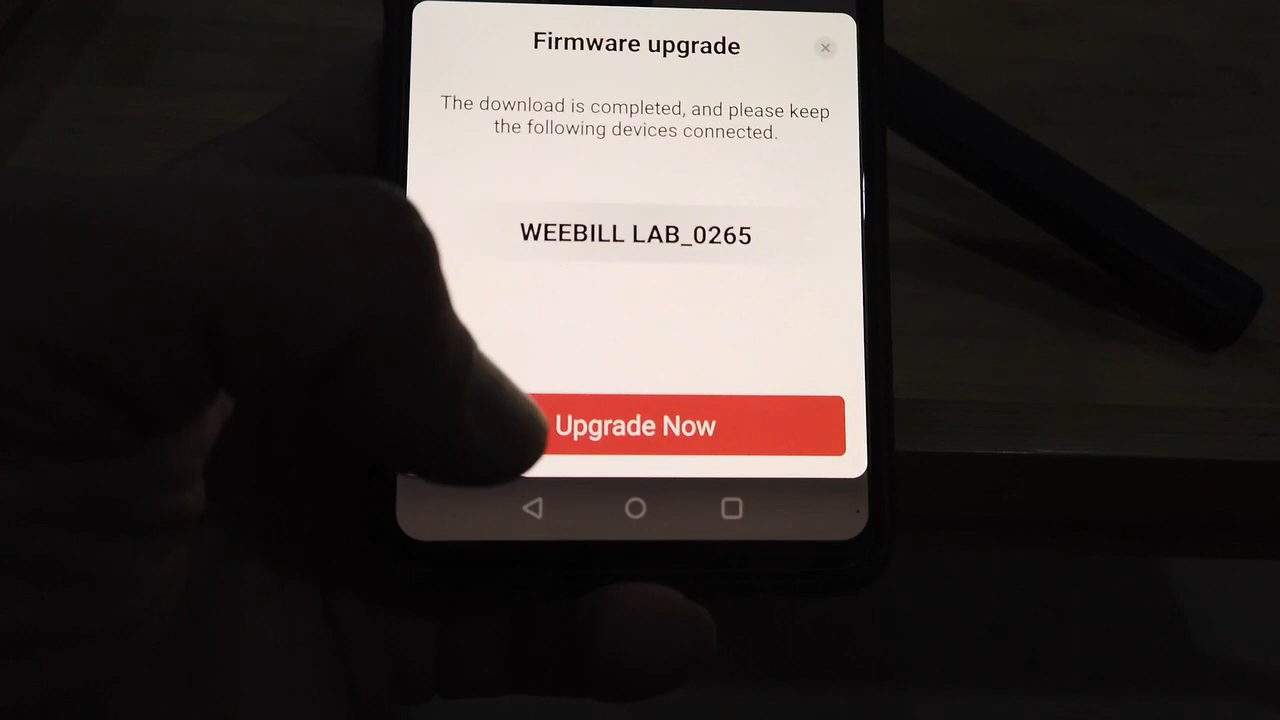 Firmware upgrade
The download is completed, and please keep
the following devices connected.
WEEBILL LAB_0265
Upgrade Now